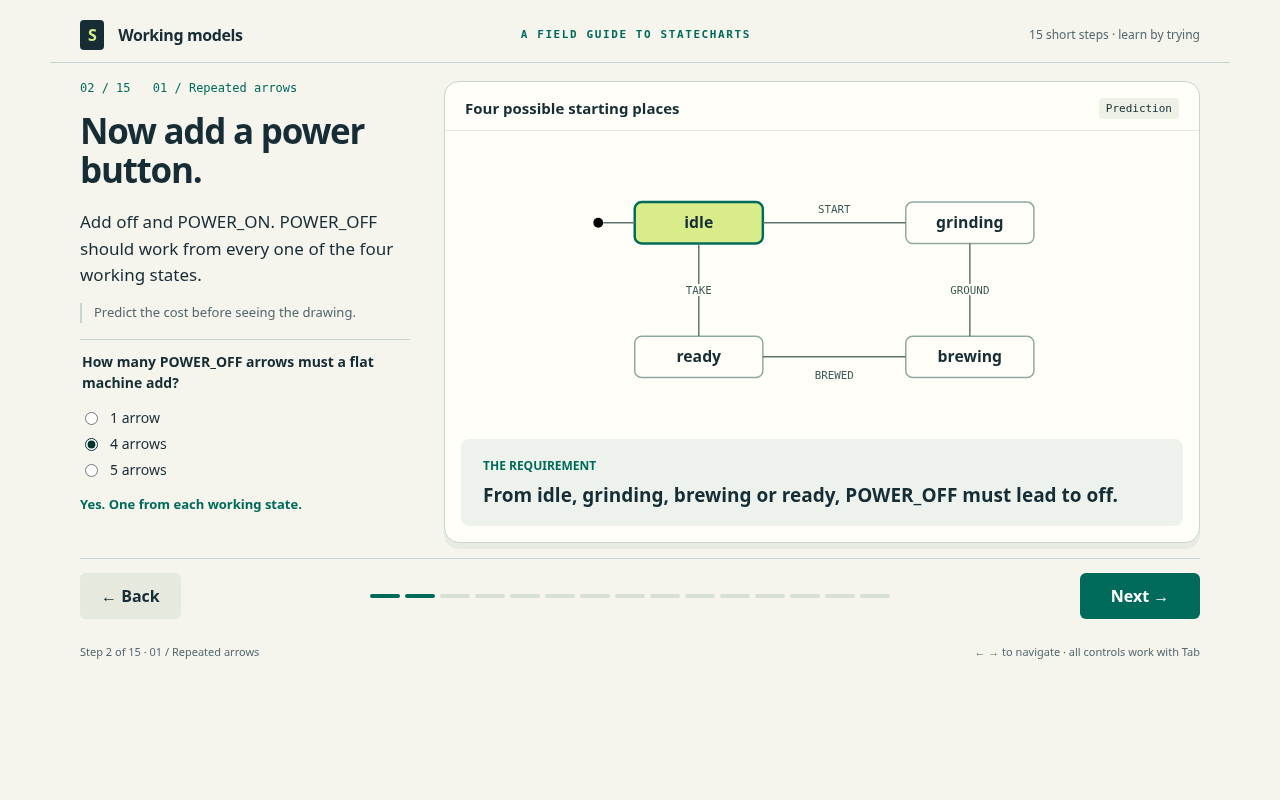 S Working models
A FIELD GUIDE TO STATECHARTS
15 short steps · learn by trying
02 / 15 01 / Repeated arrows
Now add a power
button.
Add off and POWER_ON. POWER_OFF
should work from every one of the four
working states.
Predict the cost before seeing the drawing.
How many POWER_OFF arrows must a flat
machine add?
1 arrow
4 arrows
5 arrows
Yes. One from each working state.
Four possible starting places
Prediction
idle
START
grinding
TAKE
GROUND
ready
BREWED
brewing
THE REQUIREMENT
From idle, grinding, brewing or ready, POWER_OFF must lead to off.
← Back
Next →
Step 2 of 15 · 01 / Repeated arrows
← → to navigate · all controls work with Tab